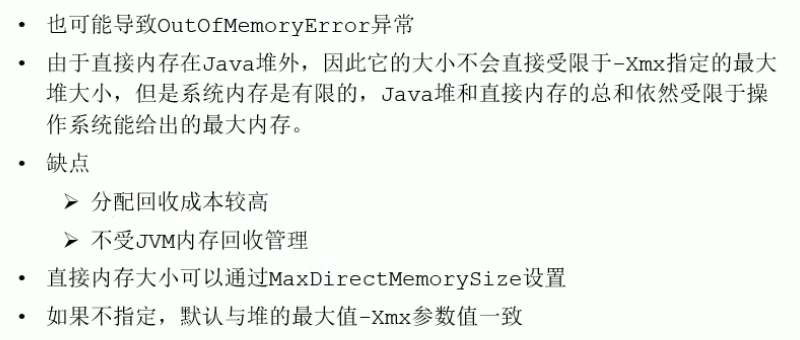 • 也可能导致OutOfMemoryError异常
• 由于直接内存在Java堆外，因此它的大小不会直接受限于-Xmx指定的最大
堆大小，但是系统内存是有限的，Java堆和直接内存的总和依然受限于操
作系统能给出的最大内存。
• 缺点
➢ 分配回收成本较高
➢ 不受JVM内存回收管理
• 直接内存大小可以通过MaxDirectMemorySize设置
• 如果不指定，默认与堆的最大值-Xmx参数值一致